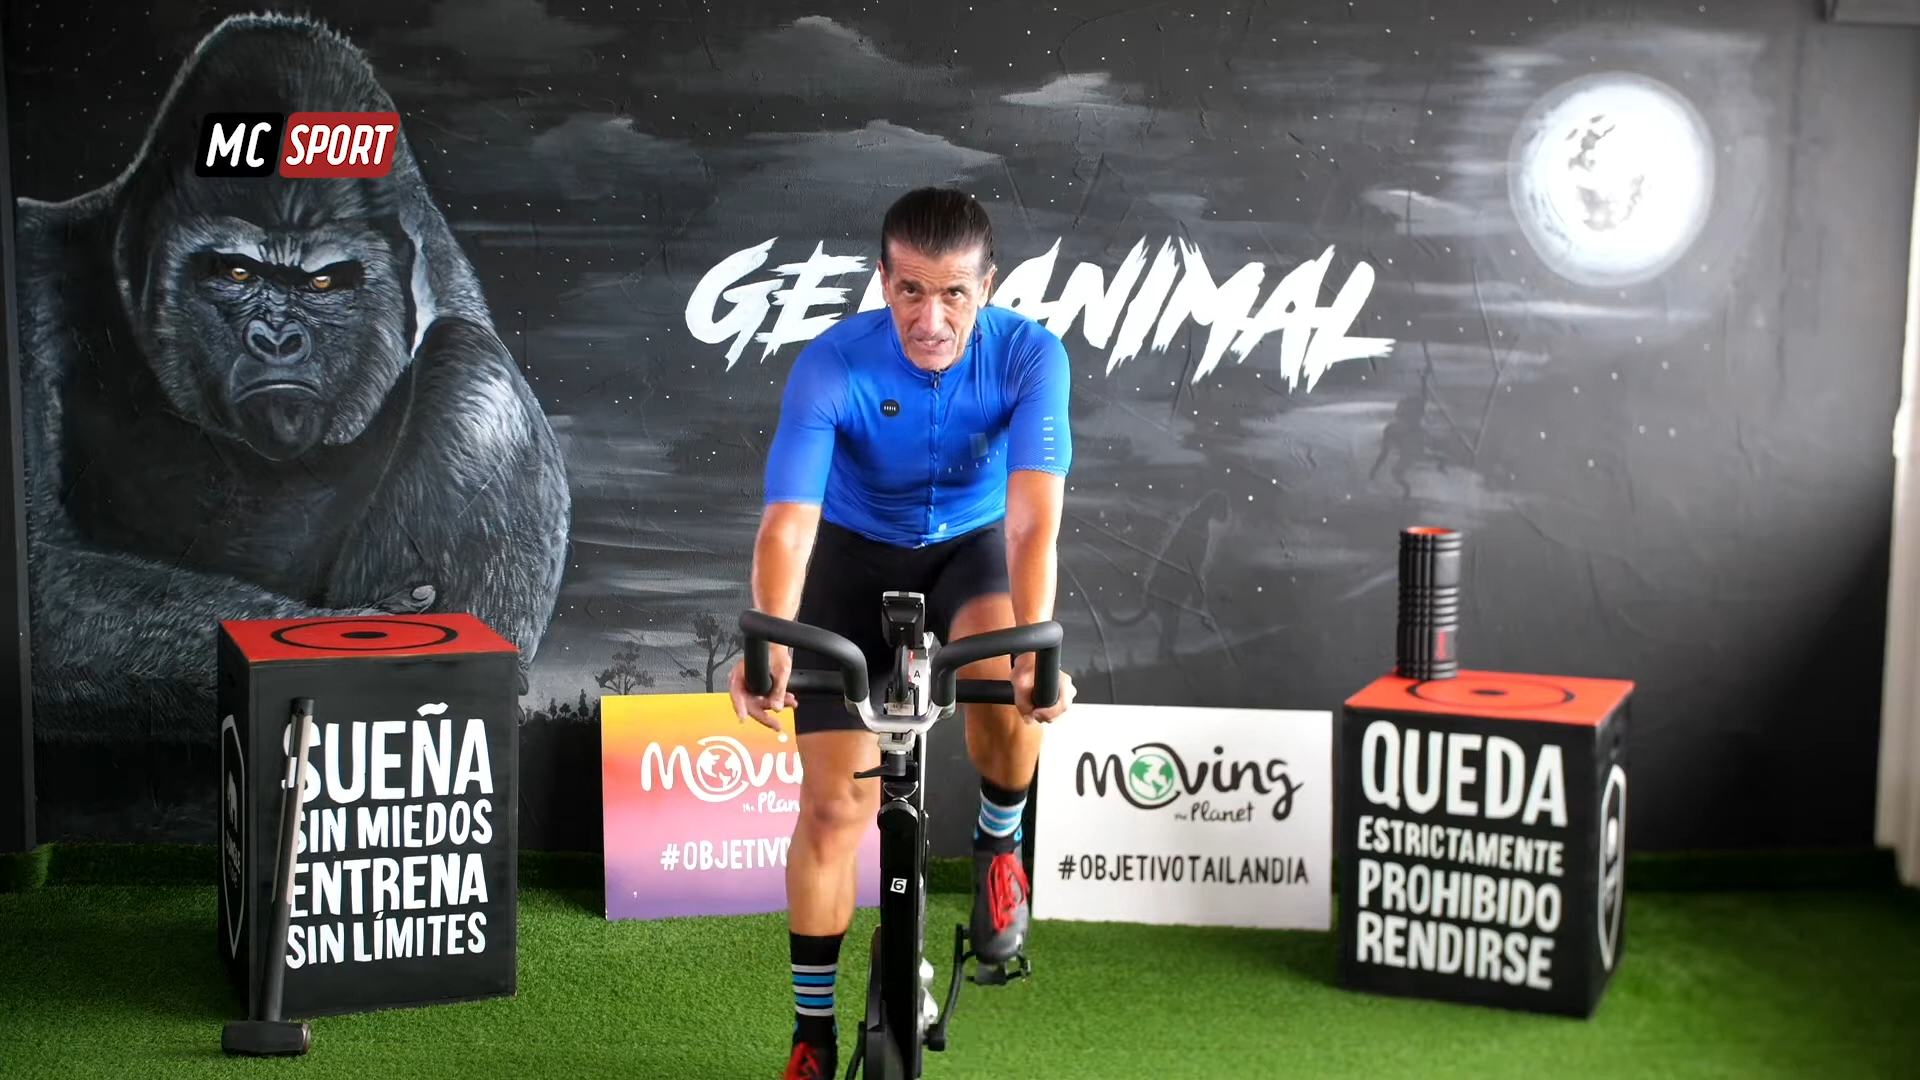 MC SPORT
GEN ANIMAL
SUEÑA
SIN MIEDOS
ENTRENA
SIN LÍMITES
Moving
the Planet
#OBJETIVO
Moving
the Planet
#OBJETIVOTAILANDIA
QUEDA
ESTRICTAMENTE
PROHIBIDO
RENDIRSE
A
6